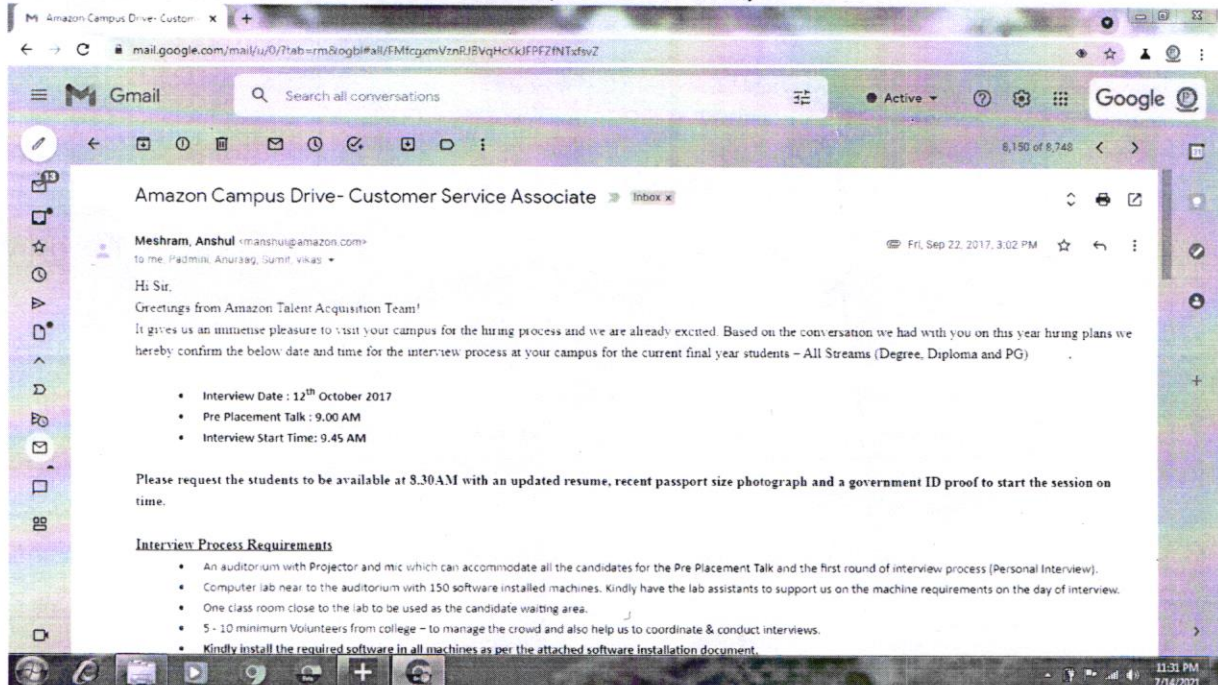 Amazon Campus Drive- Custom
mail.google.com/mail/u/0/?tab=rm&ogbl#all/
Gmail
Search all conversations
Active
Google
8,150 of 8,748
Amazon Campus Drive- Customer Service Associate
Inbox x
Meshram, Anshul <manshul@amazon.com>
Fri, Sep 22, 2017, 3:02 PM
to me, Padmini, Anuraag, Sumit, vikas
Hi Sir,
Greetings from Amazon Talent Acquisition Team!
It gives us an immense pleasure to visit your campus for the hiring process and we are already excited. Based on the conversation we had with you on this year hiring plans we
hereby confirm the below date and time for the interview process at your campus for the current final year students – All Streams (Degree, Diploma and PG)
• Interview Date : 12th October 2017
• Pre Placement Talk : 9.00 AM
• Interview Start Time: 9.45 AM
Please request the students to be available at 8.30AM with an updated resume, recent passport size photograph and a government ID proof to start the session on
time.
Interview Process Requirements
• An auditorium with Projector and mic which can accommodate all the candidates for the Pre Placement Talk and the first round of interview process (Personal Interview).
• Computer lab near to the auditorium with 150 software installed machines. Kindly have the lab assistants to support us on the machine requirements on the day of interview.
• One class room close to the lab to be used as the candidate waiting area.
• 5 - 10 minimum Volunteers from college – to manage the crowd and also help us to coordinate & conduct interviews.
• Kindly install the required software in all machines as per the attached software installation document.
11:31 PM
7/14/2021